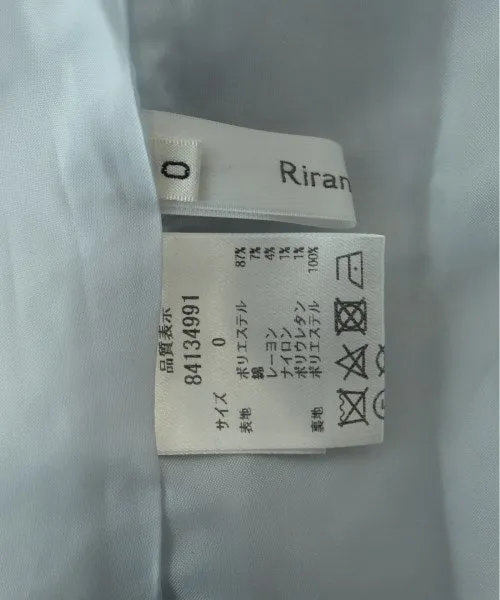 0
Riran
品質表示
84134991
サイズ 0
表地 ポリエステル 87%
綿 7%
レーヨン 4%
ナイロン 1%
ポリウレタン 1%
裏地 ポリエステル 100%